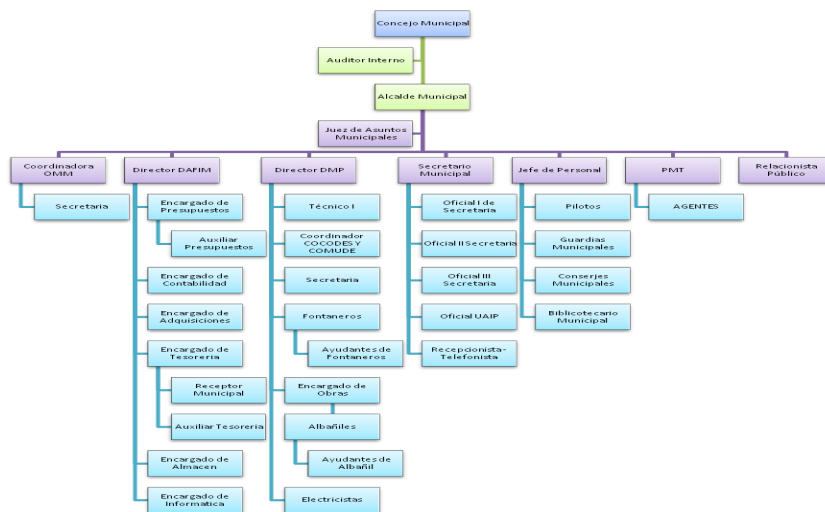 Concejo Municipal
Auditor Interno
Alcalde Municipal
Juez de Asuntos
Municipales
Coordinadora
OMM
Director DAFIM
Director DMP
Secretario
Municipal
Jefe de Personal
PMT
Relacionista
Público
Secretaria
Encargado de
Presupuestos
Auxiliar
Presupuestos
Encargado de
Contabilidad
Encargado de
Adquisiciones
Encargado de
Tesoreria
Receptor
Municipal
Auxiliar Tesoreria
Encargado de
Almacen
Encargado de
Informatica
Técnico I
Coordinador
COCODES Y
COMUDE
Secretaria
Fontaneros
Ayudantes de
Fontaneros
Encargado de
Obras
Albañiles
Ayudantes de
Albañil
Electricistas
Oficial I de
Secretaria
Oficial II Secretaria
Oficial III
Secretaria
Oficial UAIP
Recepcionista-
Telefonista
Pilotos
Guardias
Municipales
Conserjes
Municipales
Bibliotecario
Municipal
AGENTES